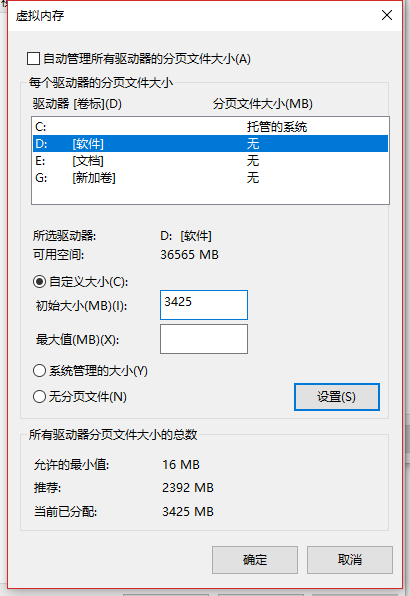 虚拟内存
自动管理所有驱动器的分页文件大小(A)
每个驱动器的分页文件大小
驱动器 [卷标](D) 分页文件大小(MB)
C: 托管的系统
D: [软件] 无
E: [文档] 无
G: [新加卷] 无
所选驱动器: D: [软件]
可用空间: 36565 MB
自定义大小(C):
初始大小(MB)(I): 3425
最大值(MB)(X):
系统管理的大小(Y)
无分页文件(N) 设置(S)
所有驱动器分页文件大小的总数
允许的最小值: 16 MB
推荐: 2392 MB
当前已分配: 3425 MB
确定 取消